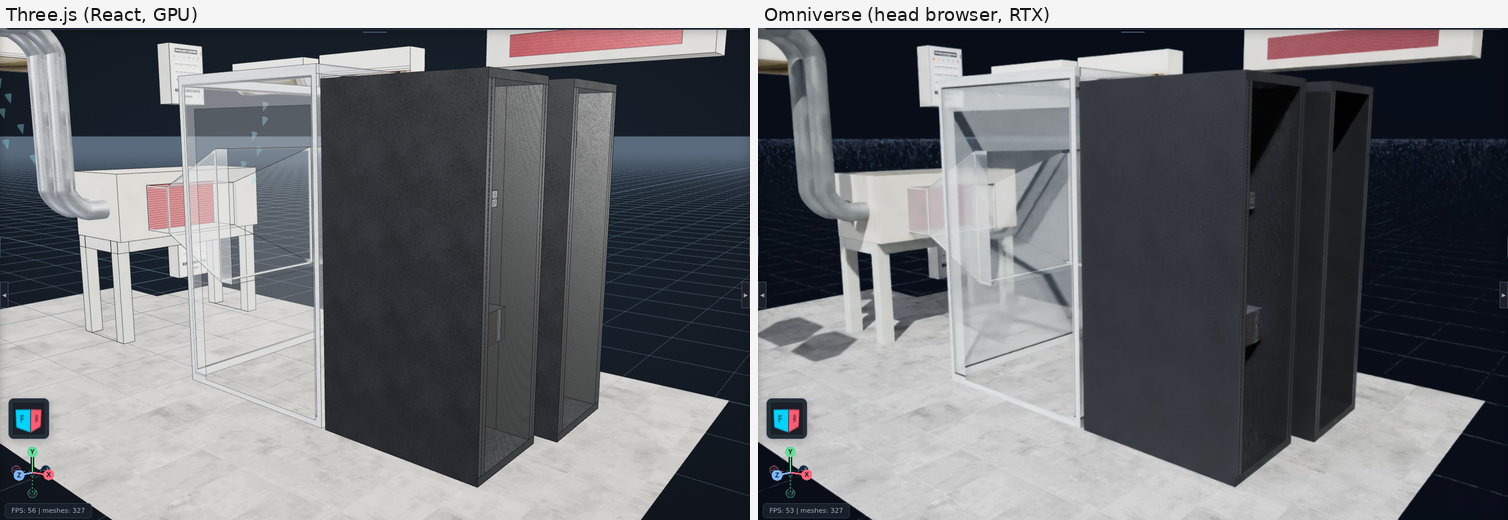 Three.js (React, GPU)
Omniverse (head browser, RTX)
F
R
F
R
Y
Z
X
Y
Z
X
FPS: 56 | meshes: 327
FPS: 53 | meshes: 327